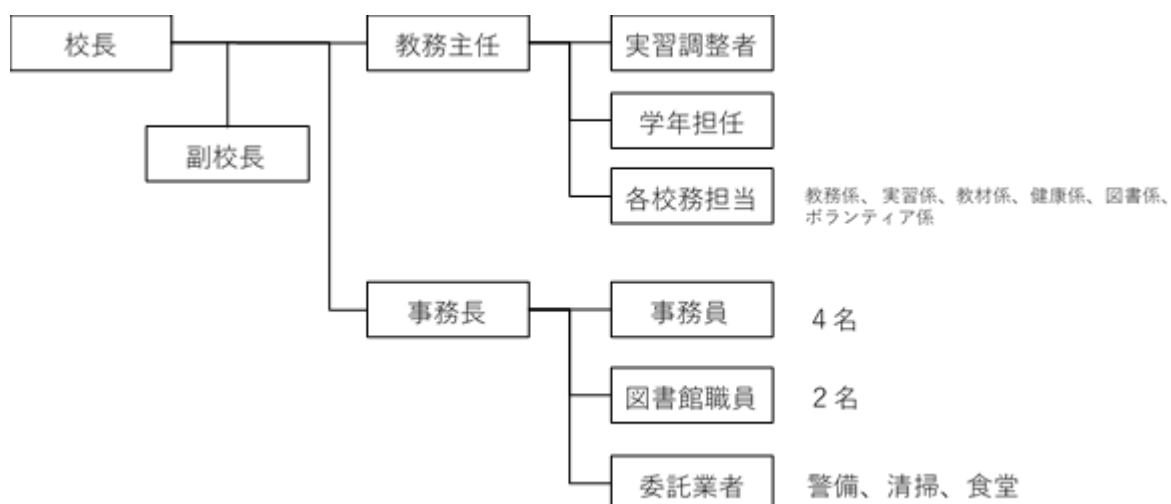 校長
教務主任
実習調整者
学年担任
副校長
各校務担当
教務係、実習係、教材係、健康係、図書係、
ボランティア係
事務長
事務員
4名
図書館職員
2名
委託業者
警備、清掃、食堂